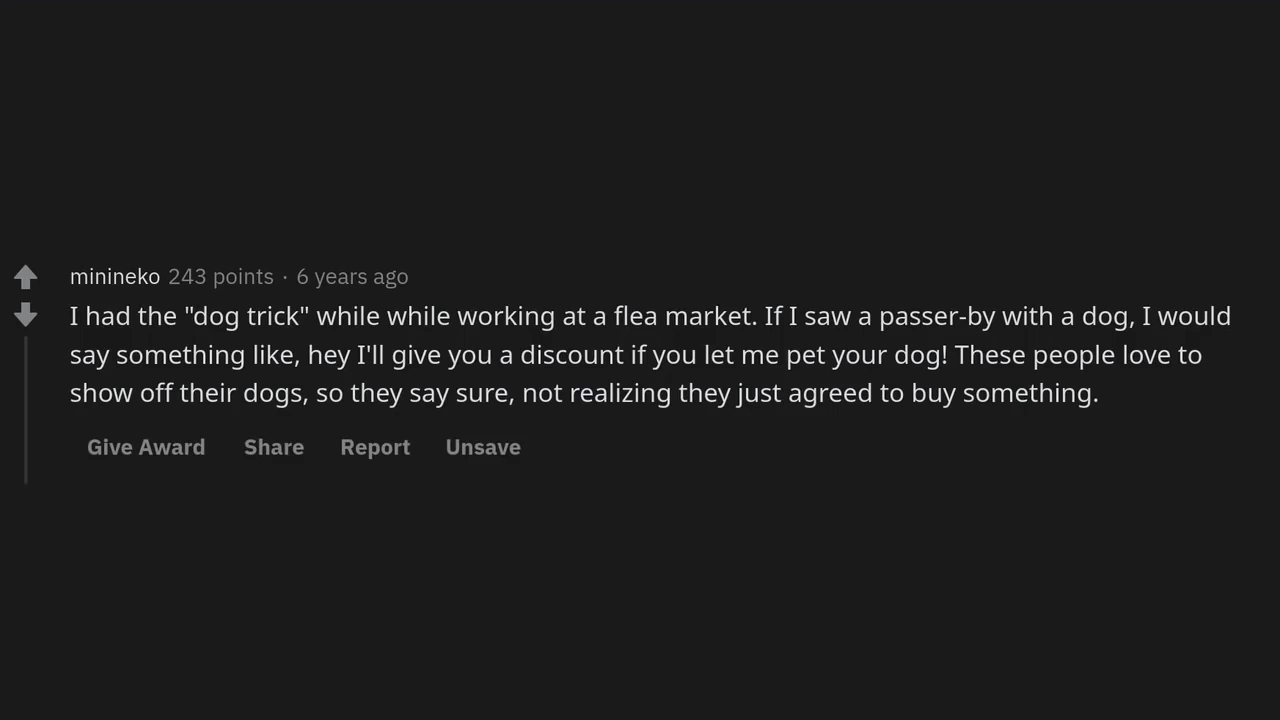 minineko 243 points · 6 years ago
I had the "dog trick" while while working at a flea market. If I saw a passer-by with a dog, I would
say something like, hey I'll give you a discount if you let me pet your dog! These people love to
show off their dogs, so they say sure, not realizing they just agreed to buy something.
Give Award Share Report Unsave